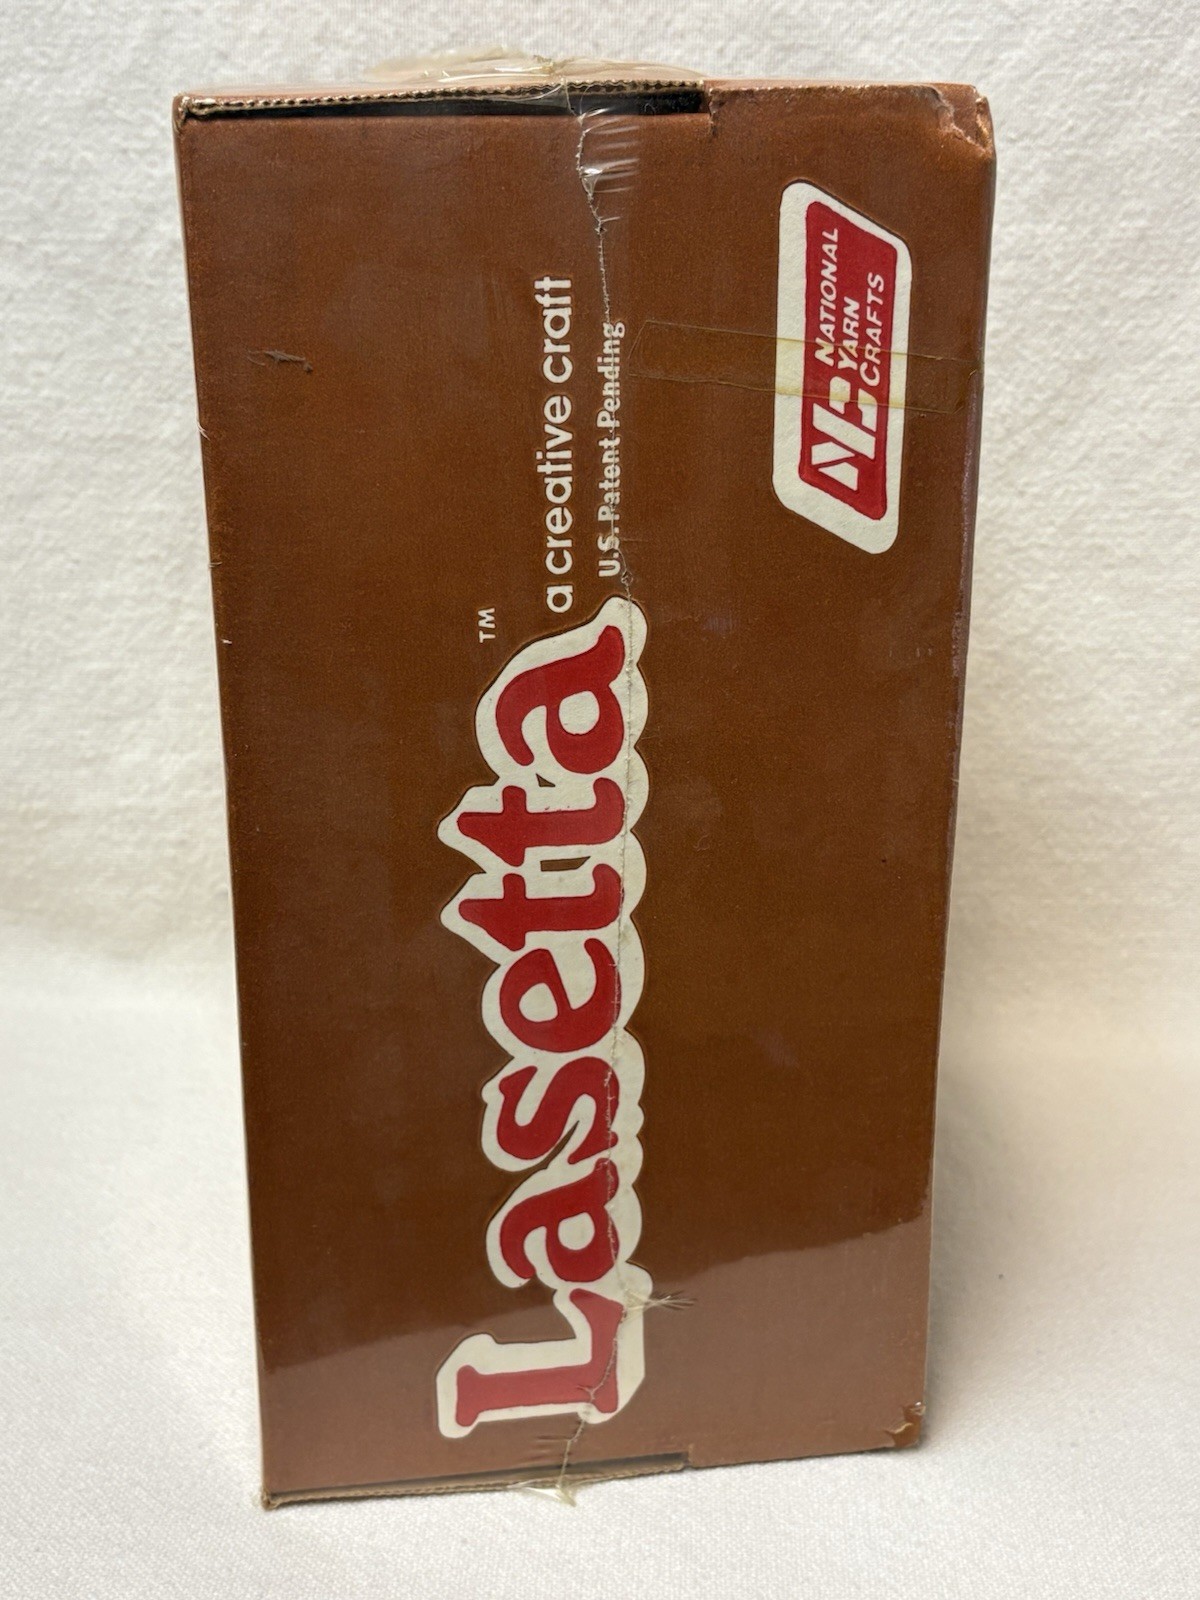 Lasetta™
a creative craft
U.S. Patent Pending
NATIONAL
YARN
CRAFTS